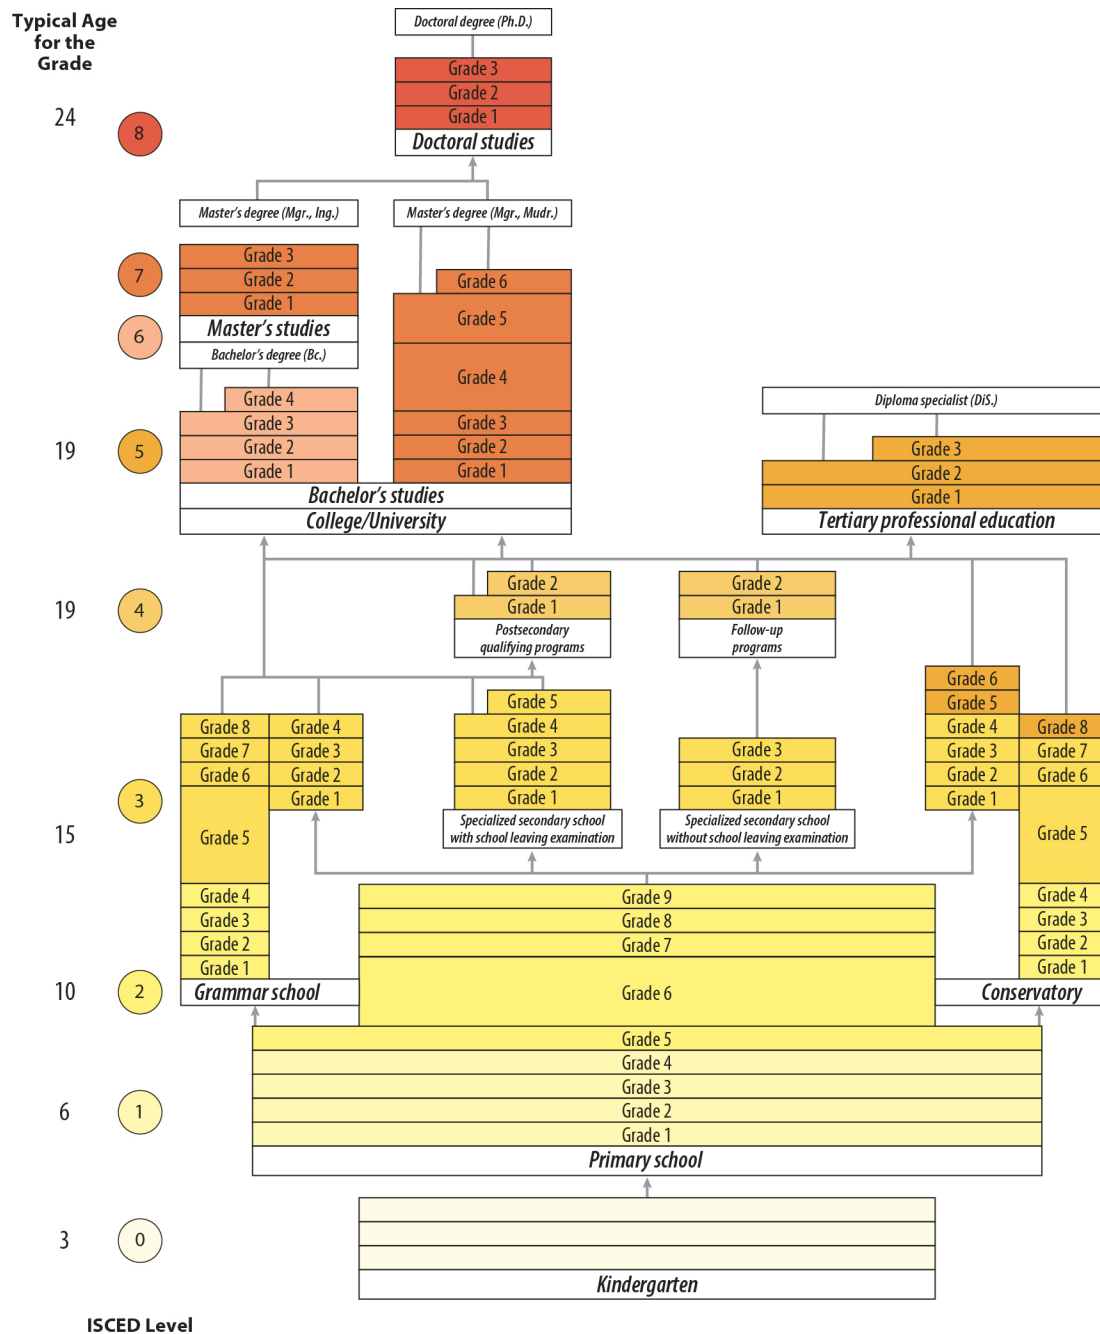 Typical Age
for the
Grade
Doctoral degree (Ph.D.)
Grade 3
Grade 2
24
Grade 1
8
Doctoral studies
Master's degree (Mgr., Ing.)
Master's degree (Mgr., Mudr.)
7
Grade 3
Grade 2
Grade 1
Grade 6
Grade 5
6
Master's studies
Bachelor's degree (Bc.)
Grade 4
Grade 4
Grade 3
Grade 2
Grade 1
Grade 3
Grade 2
Grade 1
Diploma specialist (DiS.)
19
5
Grade 3
Grade 2
Grade 1
Bachelor's studies
College/University
Tertiary professional education
19
4
Grade 2
Grade 1
Postsecondary
qualifying programs
Grade 2
Grade 1
Follow-up
programs
Grade 8
Grade 7
Grade 6
Grade 5
Grade 4
Grade 3
Grade 2
Grade 1
Grade 4
Grade 3
Grade 2
Grade 1
Grade 5
Grade 4
Grade 3
Grade 2
Grade 1
Specialized secondary school
with school leaving examination
Grade 3
Grade 2
Grade 1
Specialized secondary school
without school leaving examination
Grade 6
Grade 5
Grade 4
Grade 3
Grade 2
Grade 1
Grade 8
Grade 7
Grade 6
Grade 5
Grade 4
Grade 3
Grade 2
Grade 1
3
15
Grade 9
Grade 8
Grade 7
Grade 6
10
2
Grammar school
Conservatory
Grade 5
Grade 4
Grade 3
6
1
Grade 2
Grade 1
Primary school
3
0
Kindergarten
ISCED Level